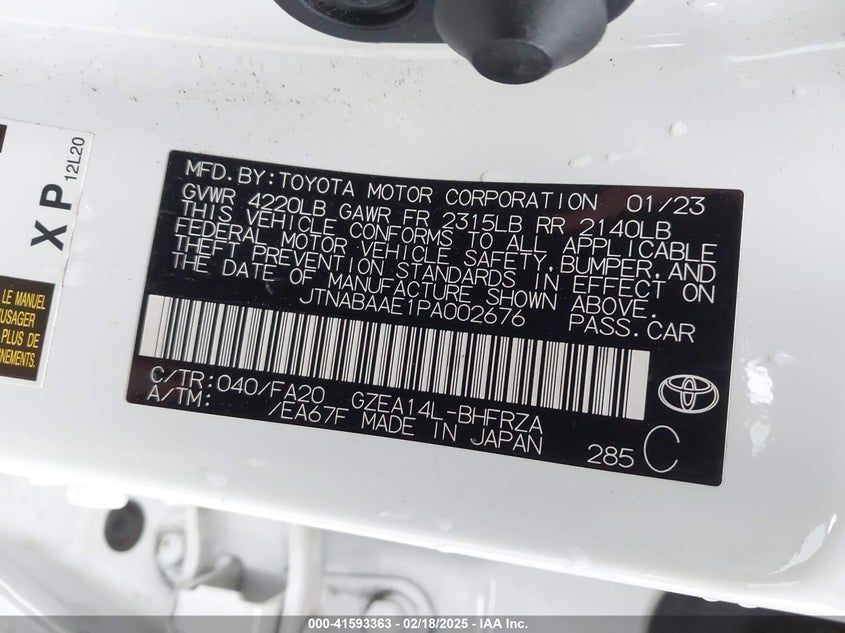 XP
12L20
LE MANUEL
PLUS DE
MFD. BY: TOYOTA MOTOR CORPORATION 01/23
GVWR 4220LB GAWR FR 2315LB RR 2140LB
THIS VEHICLE CONFORMS TO ALL APPLICABLE
FEDERAL MOTOR VEHICLE SAFETY, BUMPER, AND
THEFT PREVENTION STANDARDS IN EFFECT ON
THE DATE OF MANUFACTURE SHOWN ABOVE.
JTNABAAE1PA002676 PASS. CAR
C/TR: 040/FA20 GZEA14L-BHFRZA
A/TM: /EA67F MADE IN JAPAN
285 C
000-41593363 - 02/18/2025 - IAA Inc.